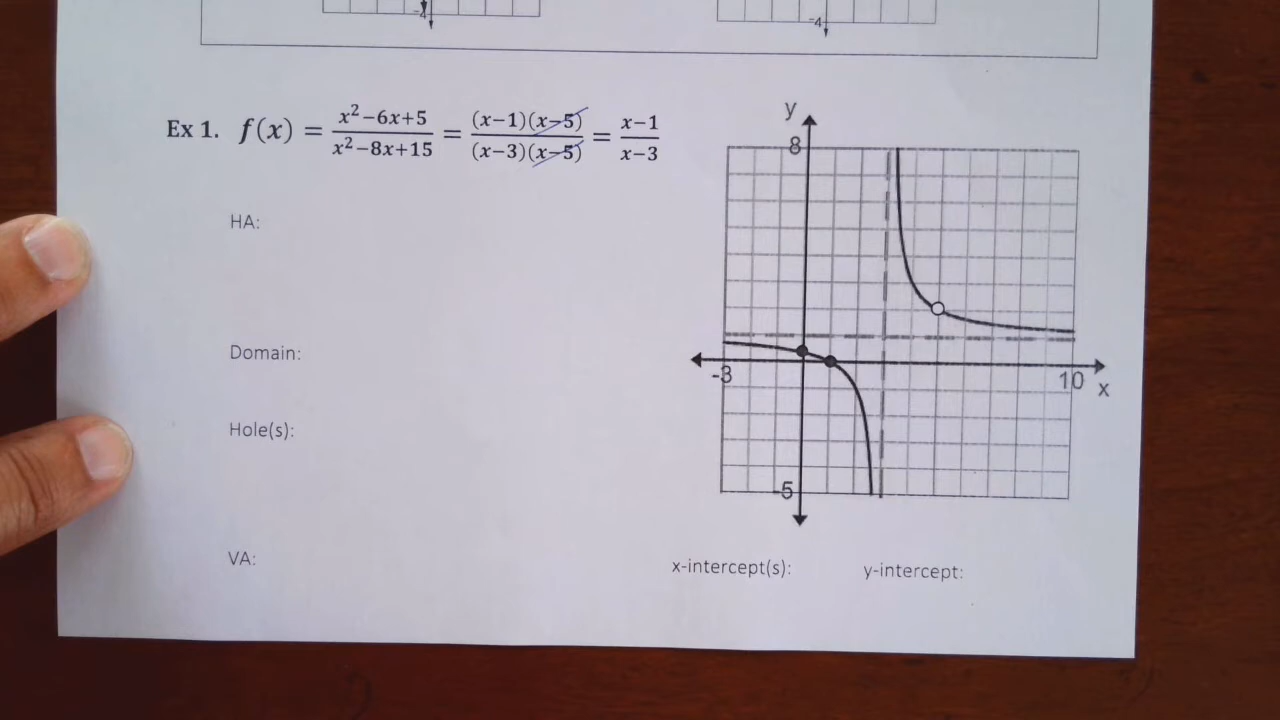 -4 -4
Ex 1. f(x) = x²−6x+5 / x²−8x+15 = (x−1)(x−5) / (x−3)(x−5) = x−1 / x−3
y
8
HA:
Domain:
-3 10 x
Hole(s):
-5
VA:
x-intercept(s): y-intercept: